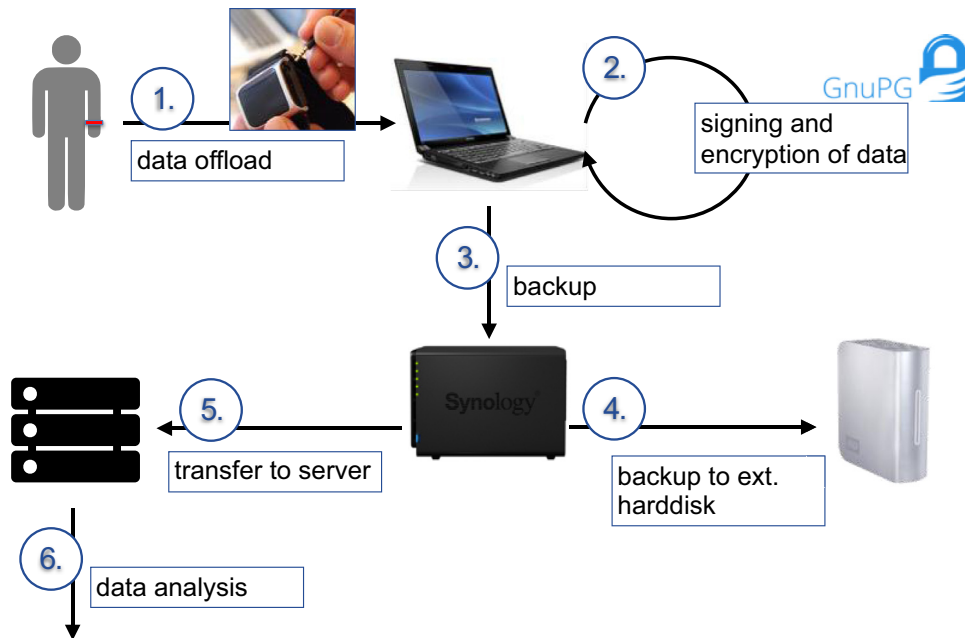 1.
data offload
2.
GnuPG
signing and
encryption of data
3.
backup
Synology
4.
backup to ext.
harddisk
5.
transfer to server
6.
data analysis